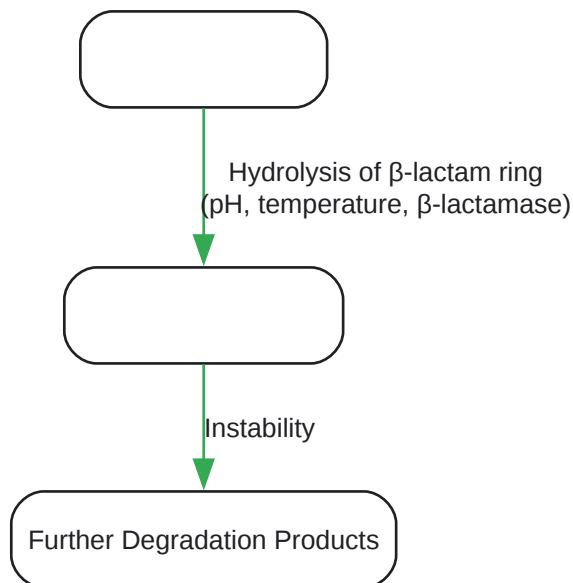 Hydrolysis of β-lactam ring
(pH, temperature, β-lactamase)
Instability
Further Degradation Products